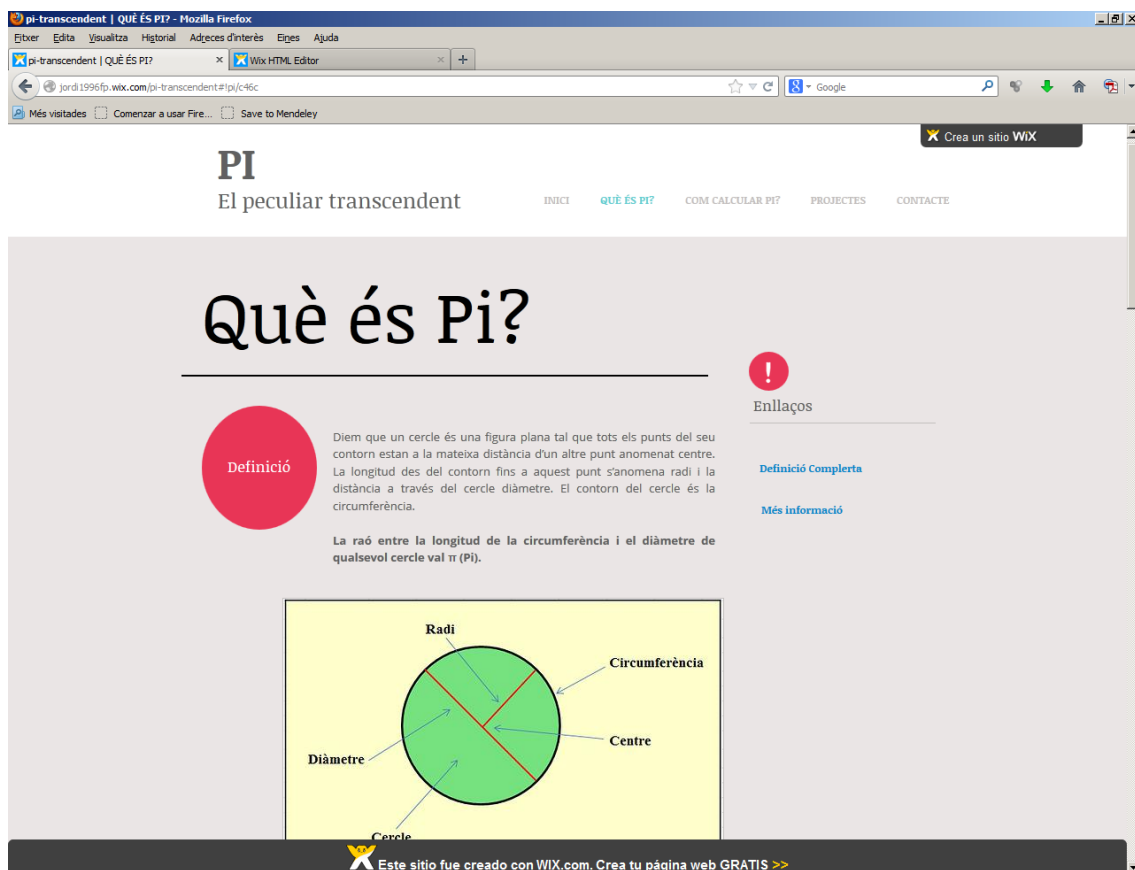 pi-transcendent | QUÈ ÉS PI? - Mozilla Firefox
Fitxer Edita Visualitza Historial Adreces d'interès Eines Ajuda
pi-transcendent | QUÈ ÉS PI? × Wix HTML Editor × +
jordi1996fp.wix.com/pi-transcendent#!pi/c46c Google
Més visitades Comenzar a usar Fire... Save to Mendeley
Crea un sitio WiX
PI
El peculiar transcendent
INICI QUÈ ÉS PI? COM CALCULAR PI? PROJECTES CONTACTE
Què és Pi?
!
Enllaços
Definició Complerta
Més informació
Definició
Diem que un cercle és una figura plana tal que tots els punts del seu
contorn estan a la mateixa distància d'un altre punt anomenat centre.
La longitud des del contorn fins a aquest punt s'anomena radi i la
distància a través del cercle diàmetre. El contorn del cercle és la
circumferència.
La raó entre la longitud de la circumferència i el diàmetre de
qualsevol cercle val π (Pi).
Radi
Circumferència
Centre
Diàmetre
Cercle
Este sitio fue creado con WIX.com. Crea tu página web GRATIS >>